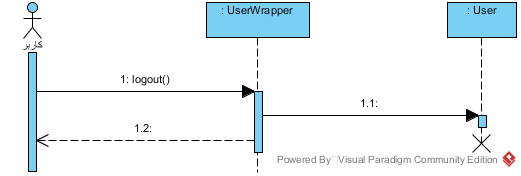 : UserWrapper
: User
کاربر
1: logout()
1.1:
1.2:
Powered By Visual Paradigm Community Edition